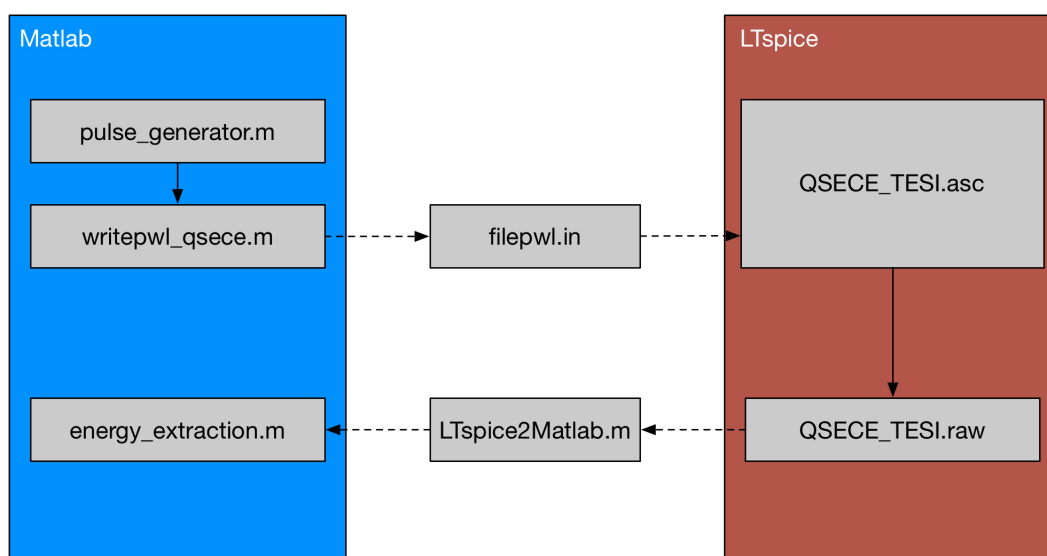 Matlab
LTspice
pulse_generator.m
QSECE_TESI.asc
writepwl_qsece.m
filepwl.in
energy_extraction.m
LTspice2Matlab.m
QSECE_TESI.raw